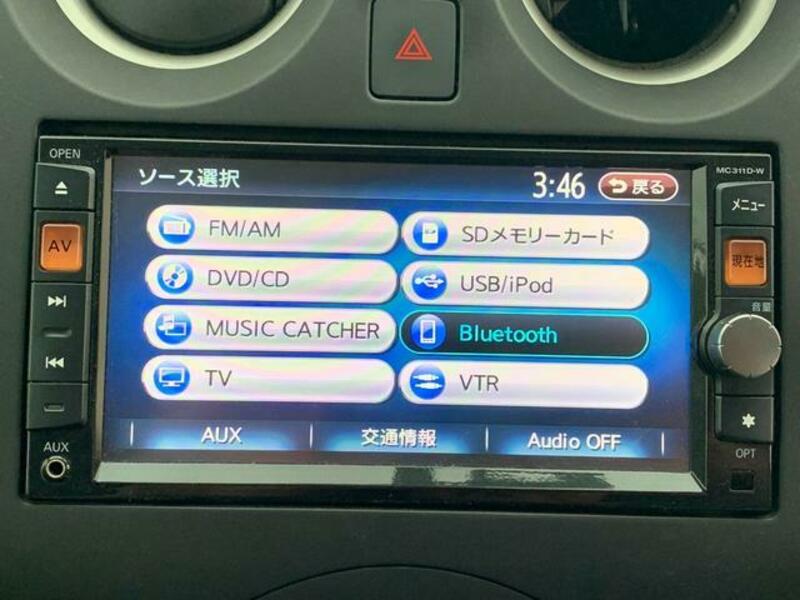 OPEN
MC311D-W
ソース選択
3:46
戻る
メニュー
AV
現在地
FM/AM
SDメモリーカード
DVD/CD
USB/iPod
音量
MUSIC CATCHER
Bluetooth
TV
VTR
AUX
交通情報
Audio OFF
AUX
OPT